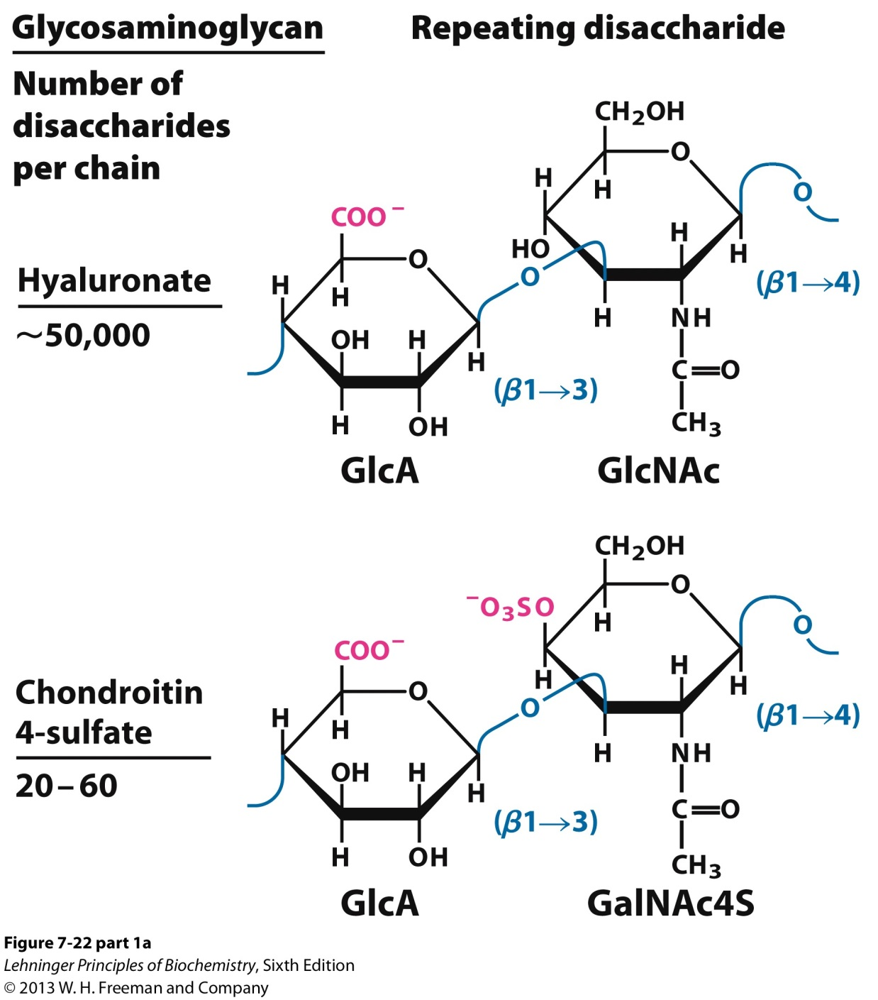 Glycosaminoglycan
Repeating disaccharide
Number of
disaccharides
per chain
Hyaluronate
~50,000
CH₂OH
O
H
H
HO
O
H
H
O
(β1→4)
H
NH
C=O
CH₃
COO⁻
O
H
H
OH
H
H
(β1→3)
H
OH
GlcA
GlcNAc
Chondroitin
4-sulfate
20–60
CH₂OH
O
⁻O₃SO
H
H
O
H
H
O
(β1→4)
H
NH
C=O
CH₃
COO⁻
O
H
H
OH
H
H
(β1→3)
H
OH
GlcA
GalNAc4S
Figure 7-22 part 1a
Lehninger Principles of Biochemistry, Sixth Edition
© 2013 W. H. Freeman and Company